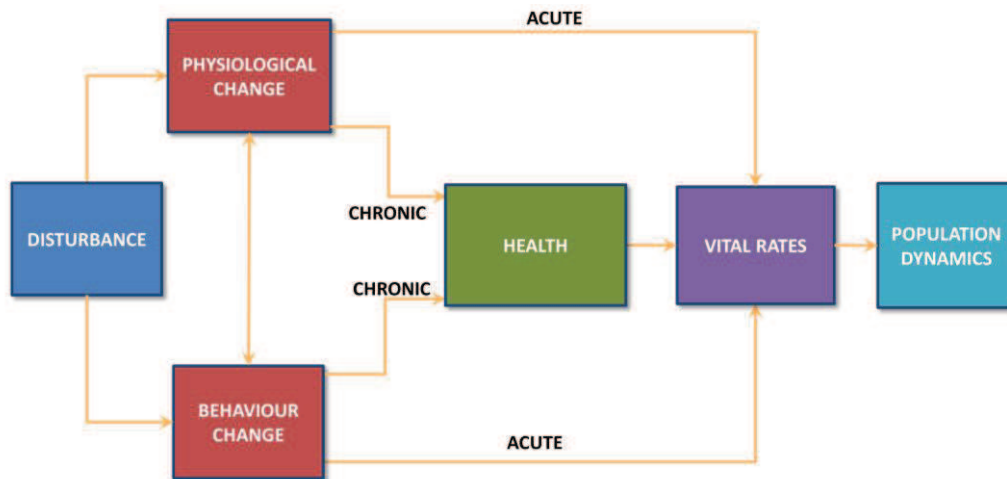 ACUTE
PHYSIOLOGICAL
CHANGE
CHRONIC
DISTURBANCE
HEALTH
VITAL RATES
POPULATION
DYNAMICS
CHRONIC
BEHAVIOUR
CHANGE
ACUTE